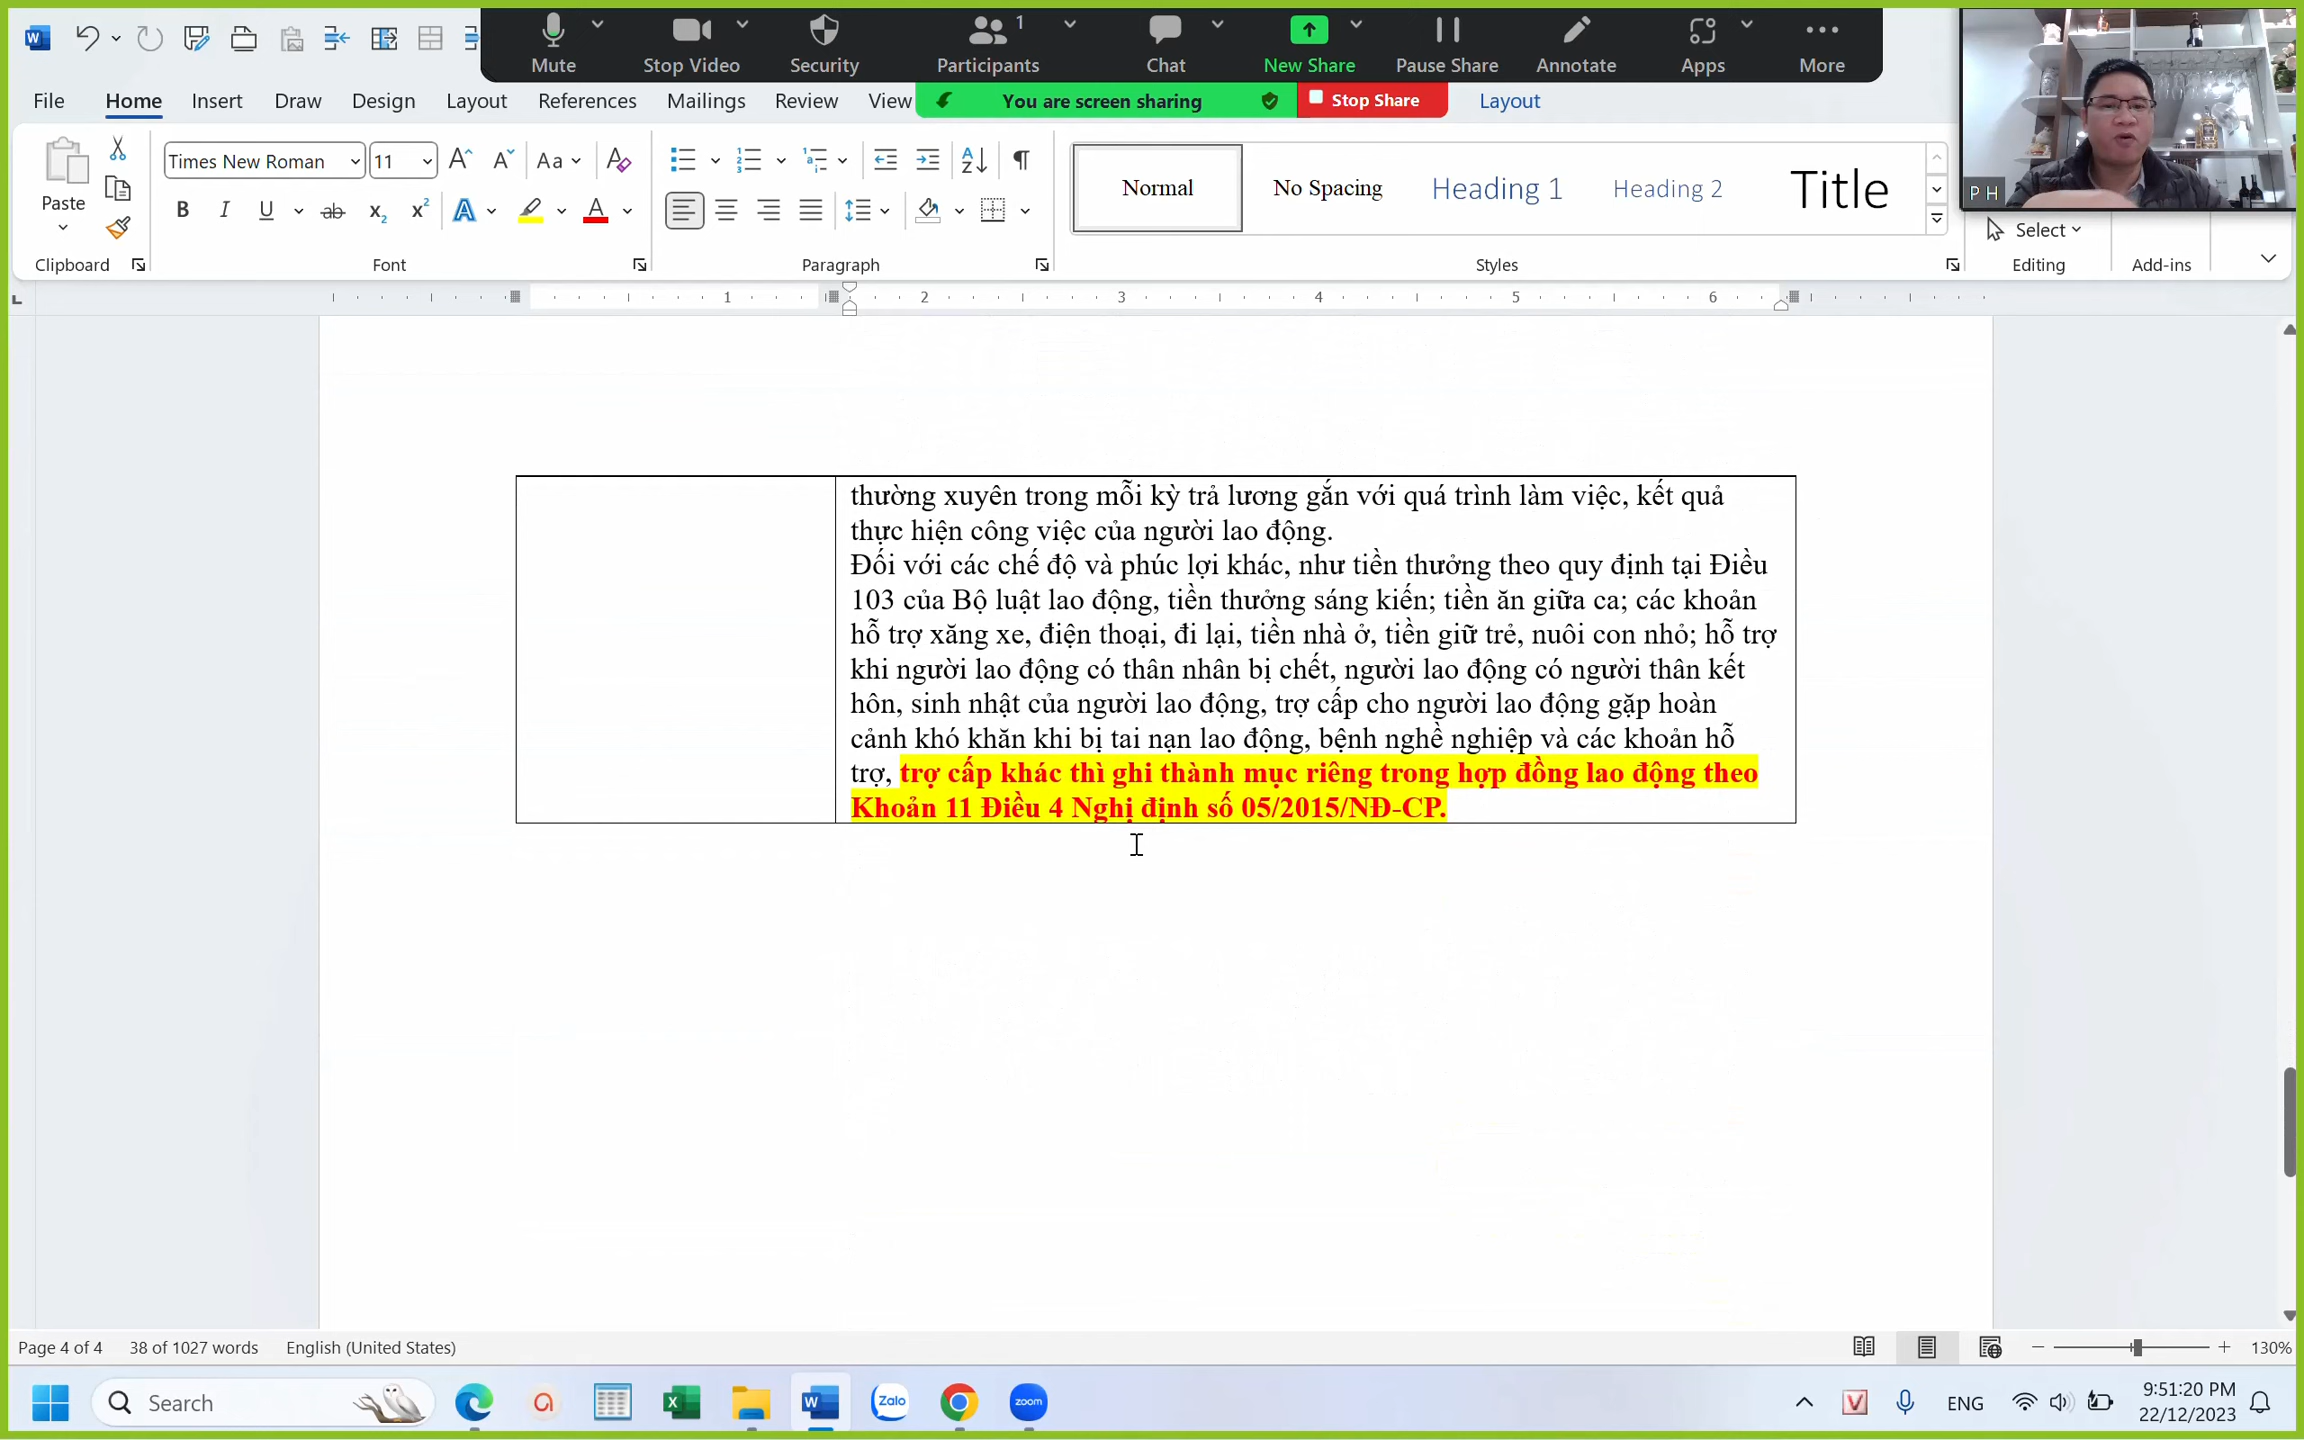 Mute
Stop Video
Security
Participants
1
Chat
New Share
Pause Share
Annotate
Apps
More
File
Home
Insert
Draw
Design
Layout
References
Mailings
Review
View
You are screen sharing
Stop Share
Layout
Paste
Times New Roman
11
Aa
Normal
No Spacing
Heading 1
Heading 2
Title
P H
Select
Clipboard
Font
Paragraph
Styles
Editing
Add-ins
1 2 3 4 5 6
thường xuyên trong mỗi kỳ trả lương gắn với quá trình làm việc, kết quả
thực hiện công việc của người lao động.
Đối với các chế độ và phúc lợi khác, như tiền thưởng theo quy định tại Điều
103 của Bộ luật lao động, tiền thưởng sáng kiến; tiền ăn giữa ca; các khoản
hỗ trợ xăng xe, điện thoại, đi lại, tiền nhà ở, tiền giữ trẻ, nuôi con nhỏ; hỗ trợ
khi người lao động có thân nhân bị chết, người lao động có người thân kết
hôn, sinh nhật của người lao động, trợ cấp cho người lao động gặp hoàn
cảnh khó khăn khi bị tai nạn lao động, bệnh nghề nghiệp và các khoản hỗ
trợ, trợ cấp khác thì ghi thành mục riêng trong hợp đồng lao động theo
Khoản 11 Điều 4 Nghị định số 05/2015/NĐ-CP.
Page 4 of 4
38 of 1027 words
English (United States)
130%
Search
Zalo
zoom
ENG
9:51:20 PM
22/12/2023